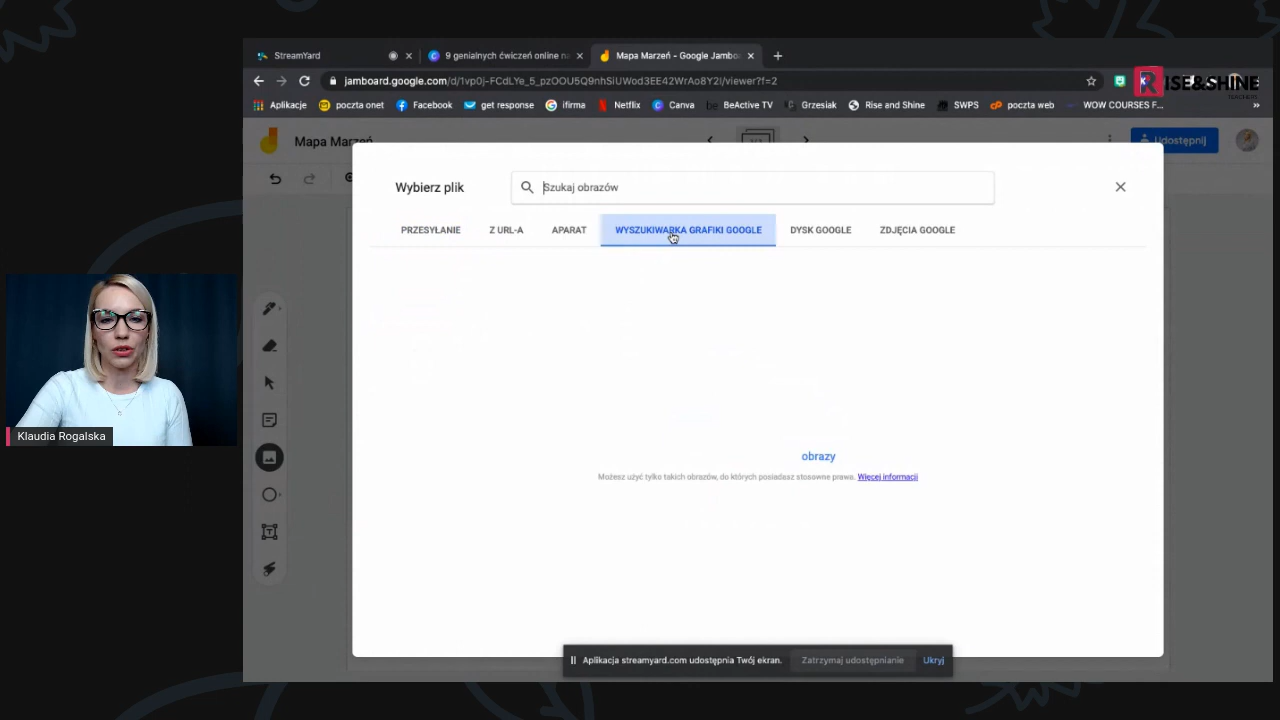 StreamYard
9 genialnych ćwiczeń online n
Mapa Marzeń - Google Jambo
jamboard.google.com/d/1vp0j-FCdLYe_5_pzOOU5Q9nhSiUWod3EE42WrAo8Y2I/viewer?f=2
RISE&SHINE
TEACHERS
Aplikacje poczta onet Facebook get response ifirma Netflix Canva BeActive TV Grzesiak Rise and Shine SWPS poczta web WOW COURSES F... »
Mapa Marzeń
Udostępnij
Wybierz plik
Szukaj obrazów
PRZESYŁANIE Z URL-A APARAT WYSZUKIWARKA GRAFIKI GOOGLE DYSK GOOGLE ZDJĘCIA GOOGLE
obrazy
Możesz użyć tylko takich obrazów, do których posiadasz stosowne prawa. Więcej informacji
Klaudia Rogalska
Aplikacja streamyard.com udostępnia Twój ekran. Zatrzymaj udostępnianie Ukryj